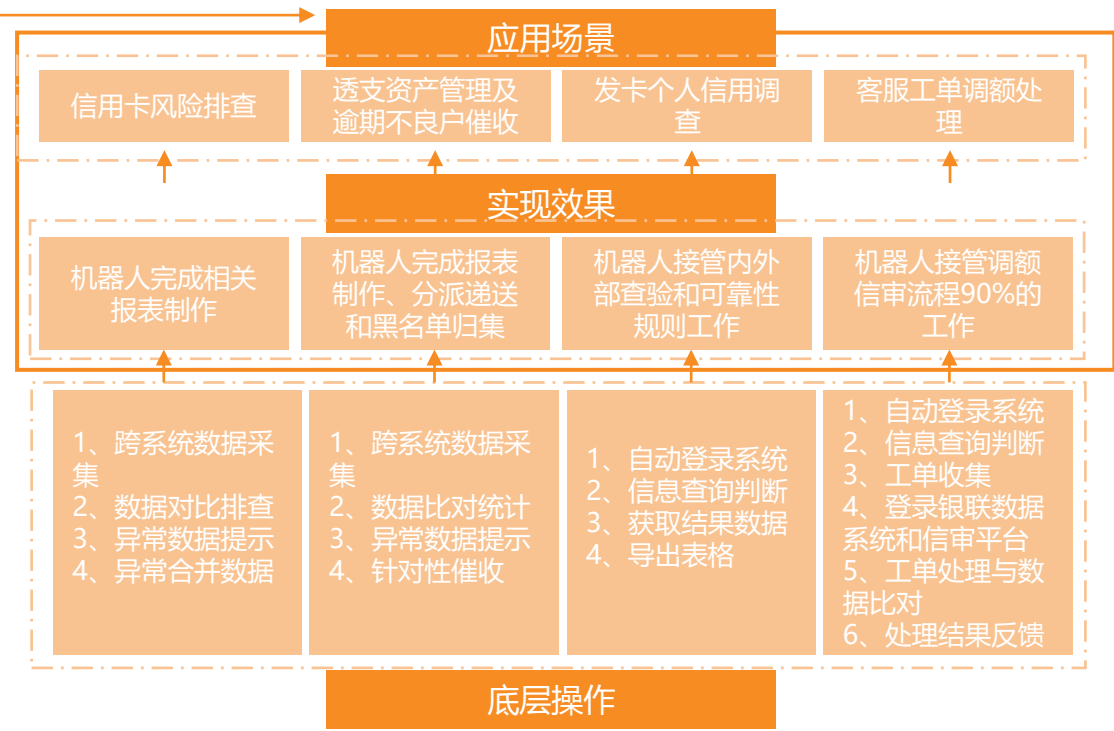 应用场景
信用卡风险排查
透支资产管理及
逾期不良户催收
发卡个人信用调
查
客服工单调额处
理
实现效果
机器人完成相关
报表制作
机器人完成报表
制作、分派递送
和黑名单归集
机器人接管内外
部查验和可靠性
规则工作
机器人接管调额
信审流程90%的
工作
1、跨系统数据采
集
2、数据对比排查
3、异常数据提示
4、异常合并数据
1、跨系统数据采
集
2、数据比对统计
3、异常数据提示
4、针对性催收
1、自动登录系统
2、信息查询判断
3、获取结果数据
4、导出表格
1、自动登录系统
2、信息查询判断
3、工单收集
4、登录银联数据
系统和信审平台
5、工单处理与数
据比对
6、处理结果反馈
底层操作